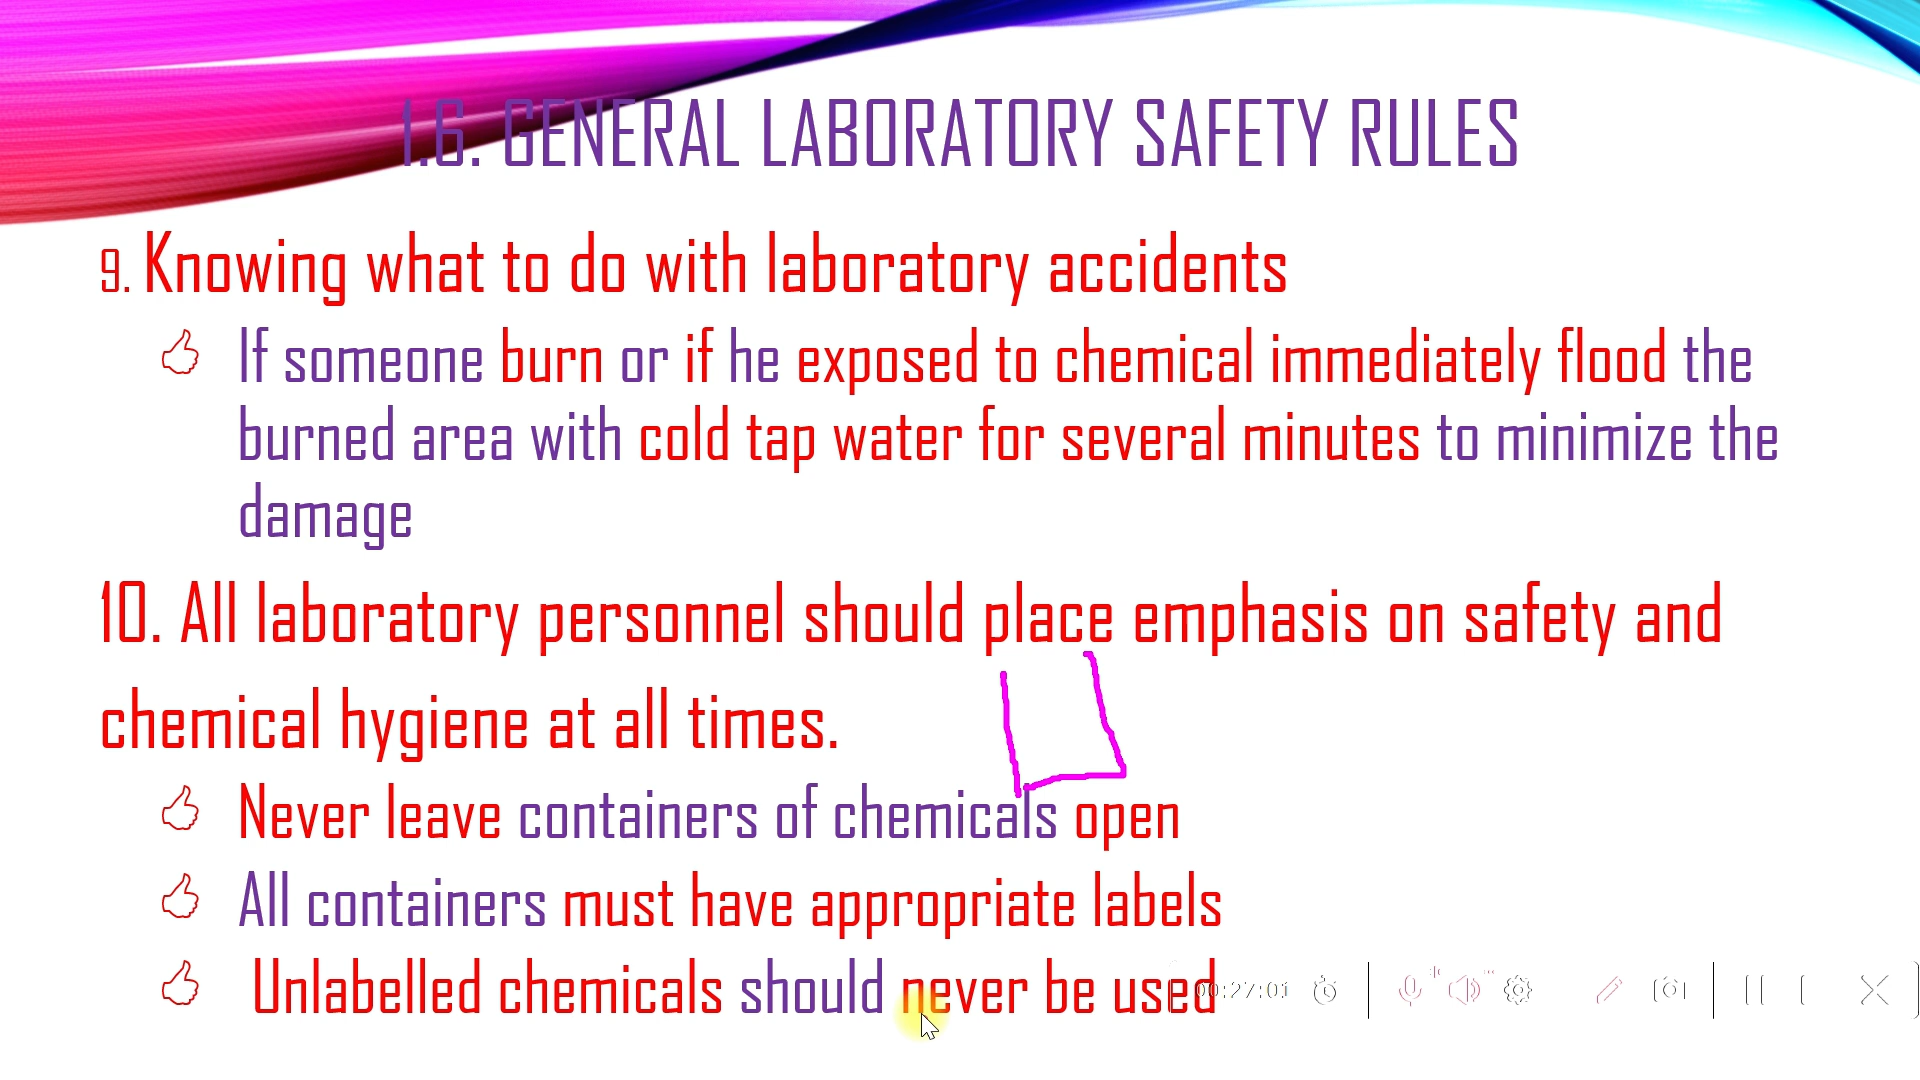 1.6. GENERAL LABORATORY SAFETY RULES
9. Knowing what to do with laboratory accidents
If someone burn or if he exposed to chemical immediately flood the
burned area with cold tap water for several minutes to minimize the
damage
10. All laboratory personnel should place emphasis on safety and
chemical hygiene at all times.
Never leave containers of chemicals open
All containers must have appropriate labels
Unlabelled chemicals should never be used
00:27:01